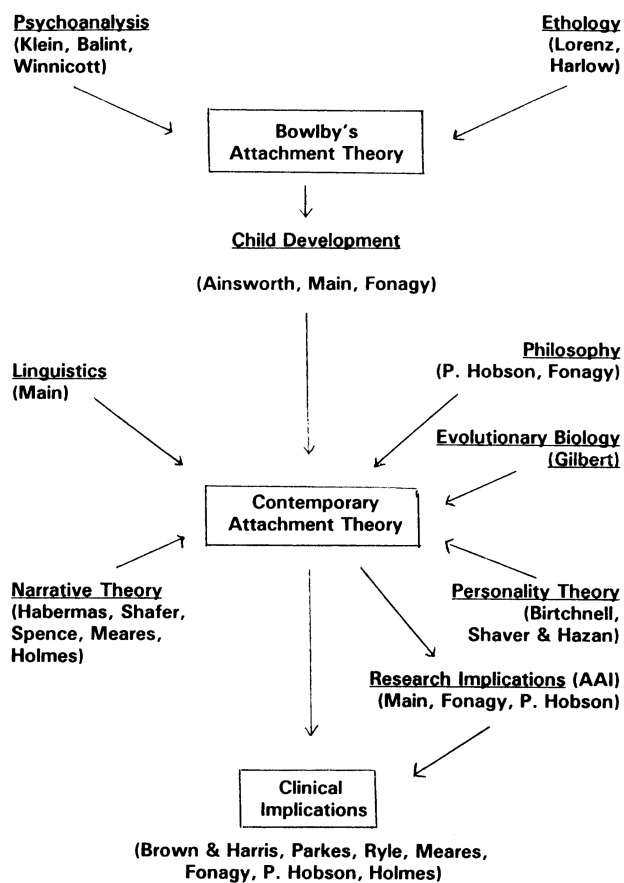 Psychoanalysis
(Klein, Balint,
Winnicott)
Ethology
(Lorenz,
Harlow)
Bowlby's
Attachment Theory
Child Development
(Ainsworth, Main, Fonagy)
Linguistics
(Main)
Philosophy
(P. Hobson, Fonagy)
Evolutionary Biology
(Gilbert)
Contemporary
Attachment Theory
Narrative Theory
(Habermas, Shafer,
Spence, Meares,
Holmes)
Personality Theory
(Birtchnell,
Shaver & Hazan)
Research Implications (AAI)
(Main, Fonagy, P. Hobson)
Clinical
Implications
(Brown & Harris, Parkes, Ryle, Meares,
Fonagy, P. Hobson, Holmes)